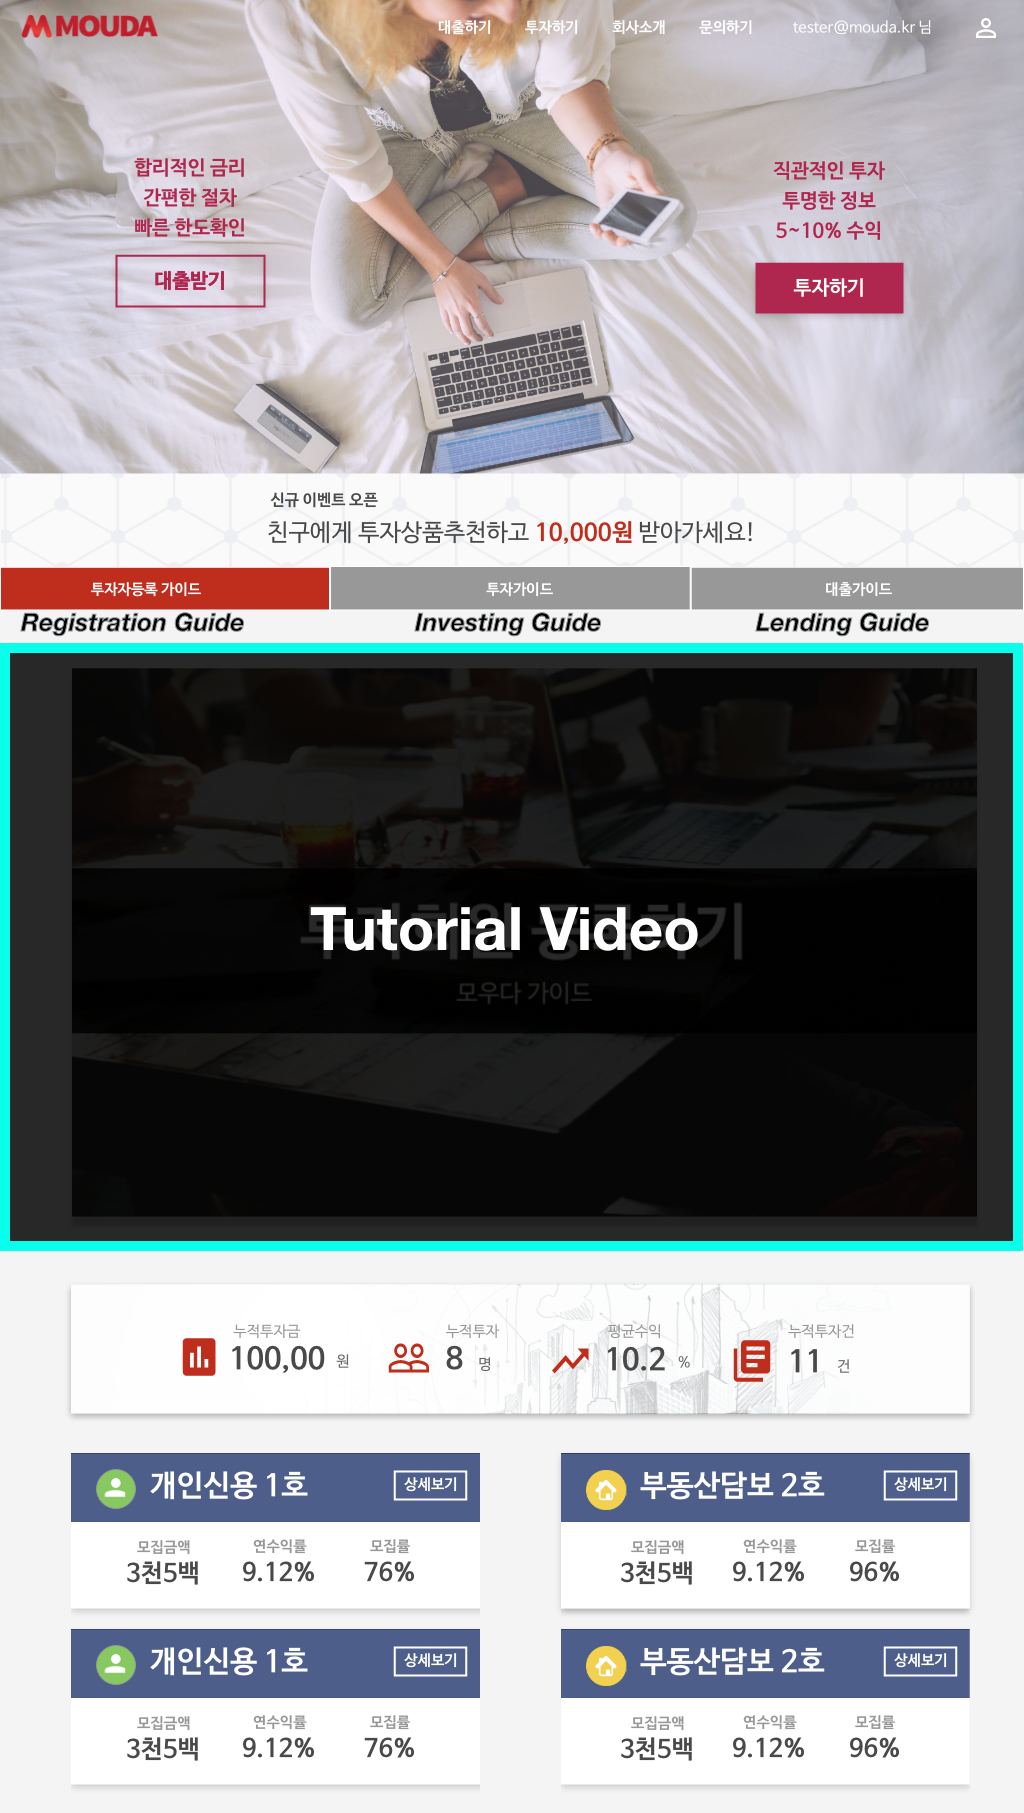 MOUDA
대출하기 투자하기 회사소개 문의하기 tester@mouda.kr 님
합리적인 금리
간편한 절차
빠른 한도확인
대출받기
직관적인 투자
투명한 정보
5~10% 수익
투자하기
신규 이벤트 오픈
친구에게 투자상품추천하고 10,000원 받아가세요!
투자자등록 가이드 투자가이드 대출가이드
Registration Guide Investing Guide Lending Guide
Tutorial Video
모우다 가이드
누적투자금 누적투자 평균수익 누적투자건
100,00 원 8 명 10.2 % 11 건
개인신용 1호 상세보기
모집금액 연수익률 모집률
3천5백 9.12% 76%
부동산담보 2호 상세보기
모집금액 연수익률 모집률
3천5백 9.12% 96%
개인신용 1호 상세보기
모집금액 연수익률 모집률
3천5백 9.12% 76%
부동산담보 2호 상세보기
모집금액 연수익률 모집률
3천5백 9.12% 96%